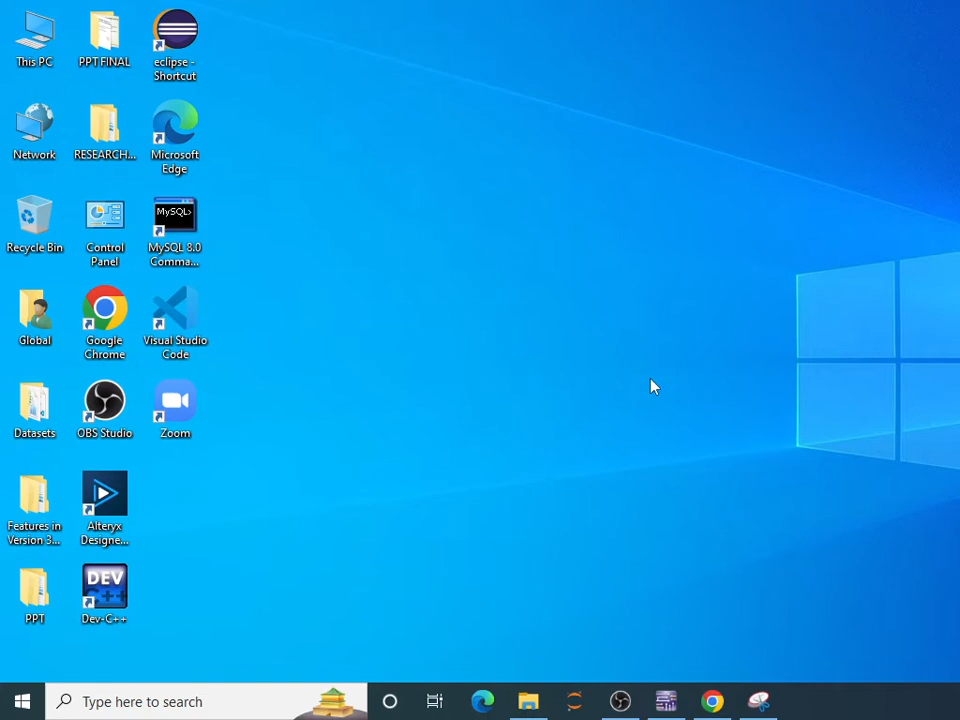 This PC
PPT FINAL
eclipse -
Shortcut
Network
RESEARCH...
Microsoft
Edge
Recycle Bin
Control
Panel
MySQL>
MySQL 8.0
Comma...
Global
Google
Chrome
Visual Studio
Code
Datasets
OBS Studio
Zoom
Features in
Version 3...
Alteryx
Designe...
PPT
DEV
C++
Dev-C++
Type here to search